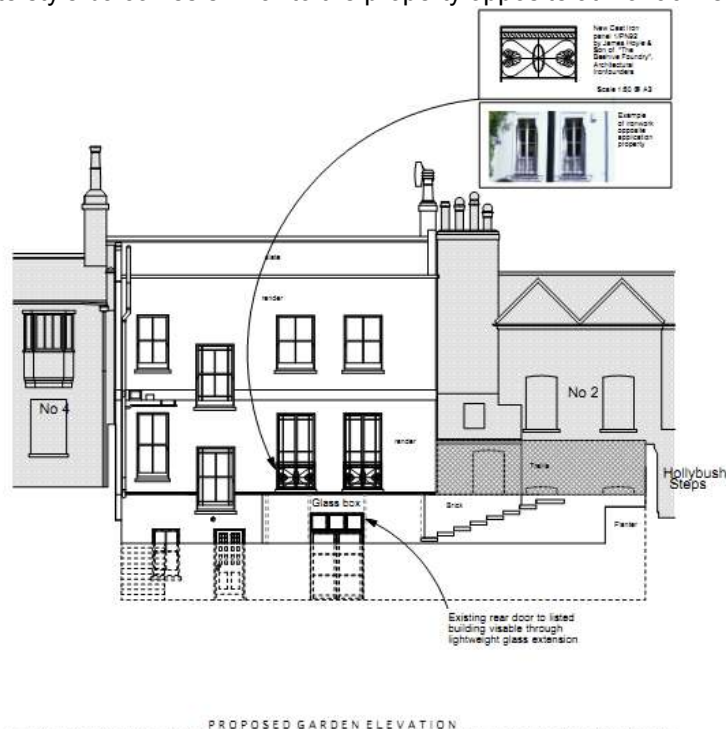 New Cast Iron
panel 1/PN92
by James Hoyle &
Son of "The
Beehive Foundry",
Architectural
Ironfounders
Scale 1:50 @ A3
Example
of ironwork
opposite
application
property
slate
render
No 4
No 2
render
Trellis
Hollybush
Steps
Glass box
Brick
Planter
Existing rear door to listed
building visable through
lightweight glass extension
PROPOSED GARDEN ELEVATION